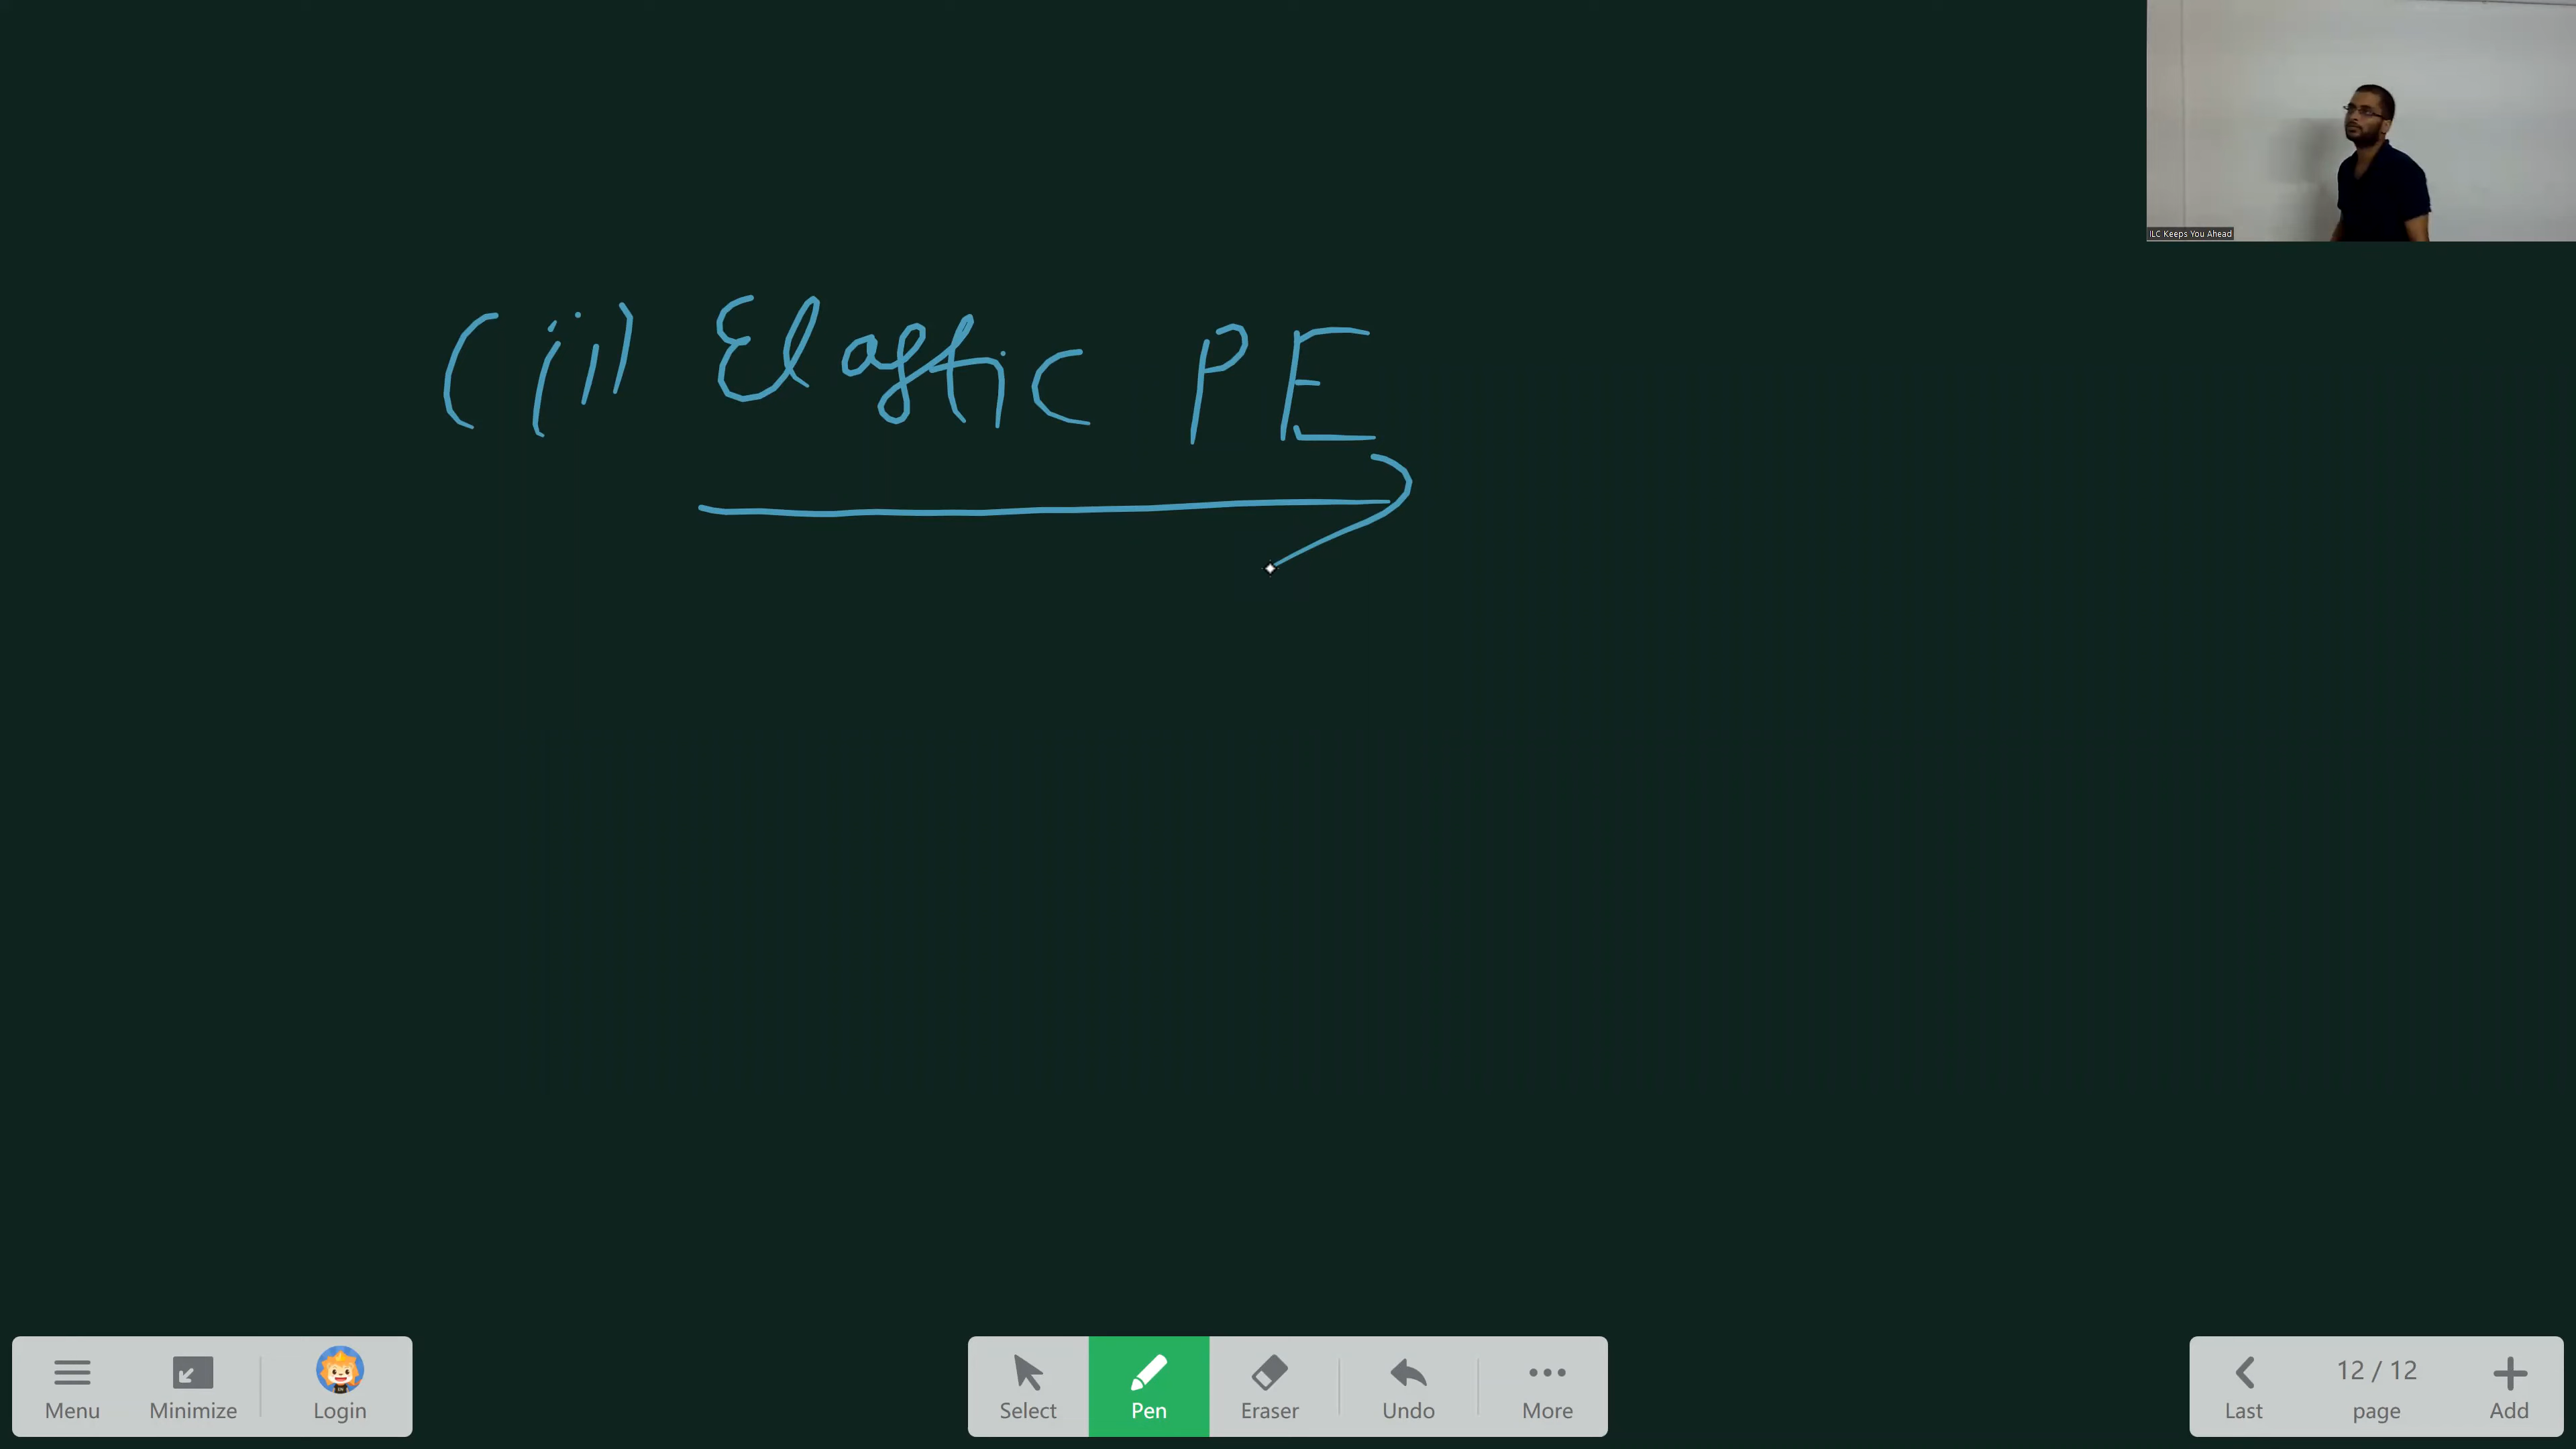 ILC Keeps You Ahead
(ii) Elastic PE
Menu
Minimize
Login
Select
Pen
Eraser
Undo
More
Last
12 / 12
page
Add